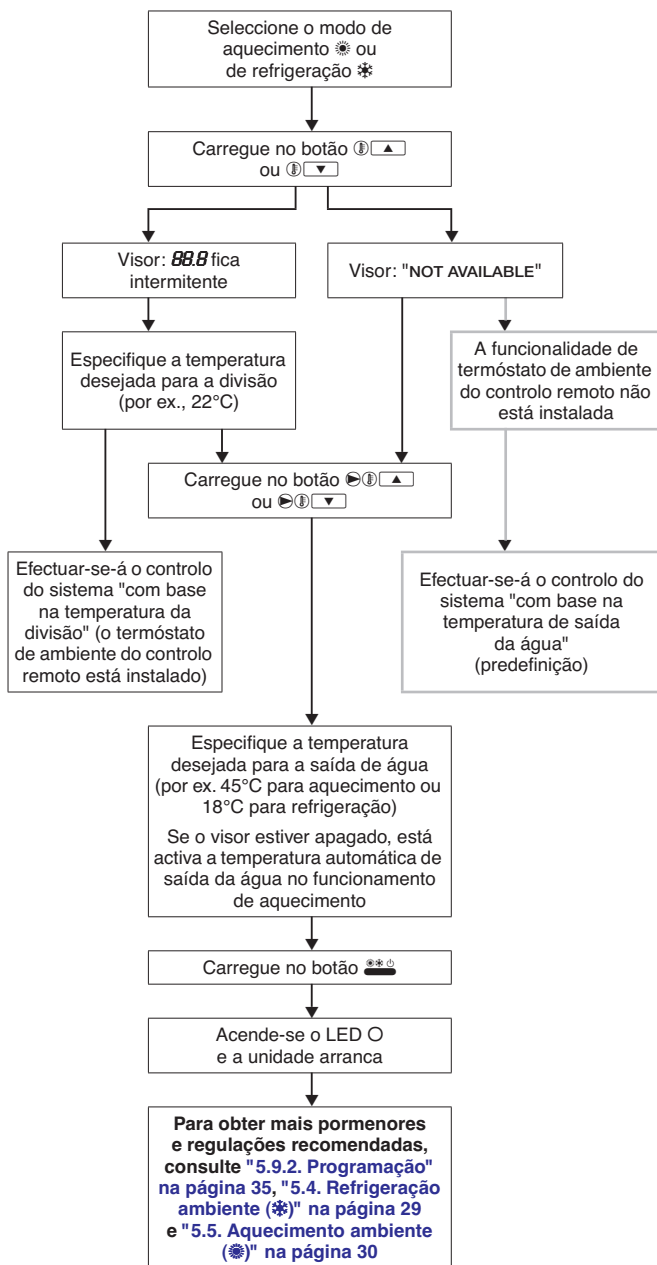 Seleccione o modo de
aquecimento ☀ ou
de refrigeração ❄
Carregue no botão ▲
ou ▼
Visor: 88.8 fica
intermitente
Visor: "NOT AVAILABLE"
Especifique a temperatura
desejada para a divisão
(por ex., 22°C)
A funcionalidade de
termóstato de ambiente
do controlo remoto não
está instalada
Carregue no botão ▲
ou ▼
Efectuar-se-á o controlo
do sistema "com base
na temperatura da
divisão" (o termóstato
de ambiente do controlo
remoto está instalado)
Efectuar-se-á o controlo do
sistema "com base na
temperatura de saída
da água"
(predefinição)
Especifique a temperatura
desejada para a saída de água
(por ex. 45°C para aquecimento ou
18°C para refrigeração)
Se o visor estiver apagado, está
activa a temperatura automática de
saída da água no funcionamento
de aquecimento
Carregue no botão
Acende-se o LED
e a unidade arranca
Para obter mais pormenores
e regulações recomendadas,
consulte "5.9.2. Programação"
na página 35, "5.4. Refrigeração
ambiente (❄)" na página 29
e "5.5. Aquecimento ambiente
(☀)" na página 30